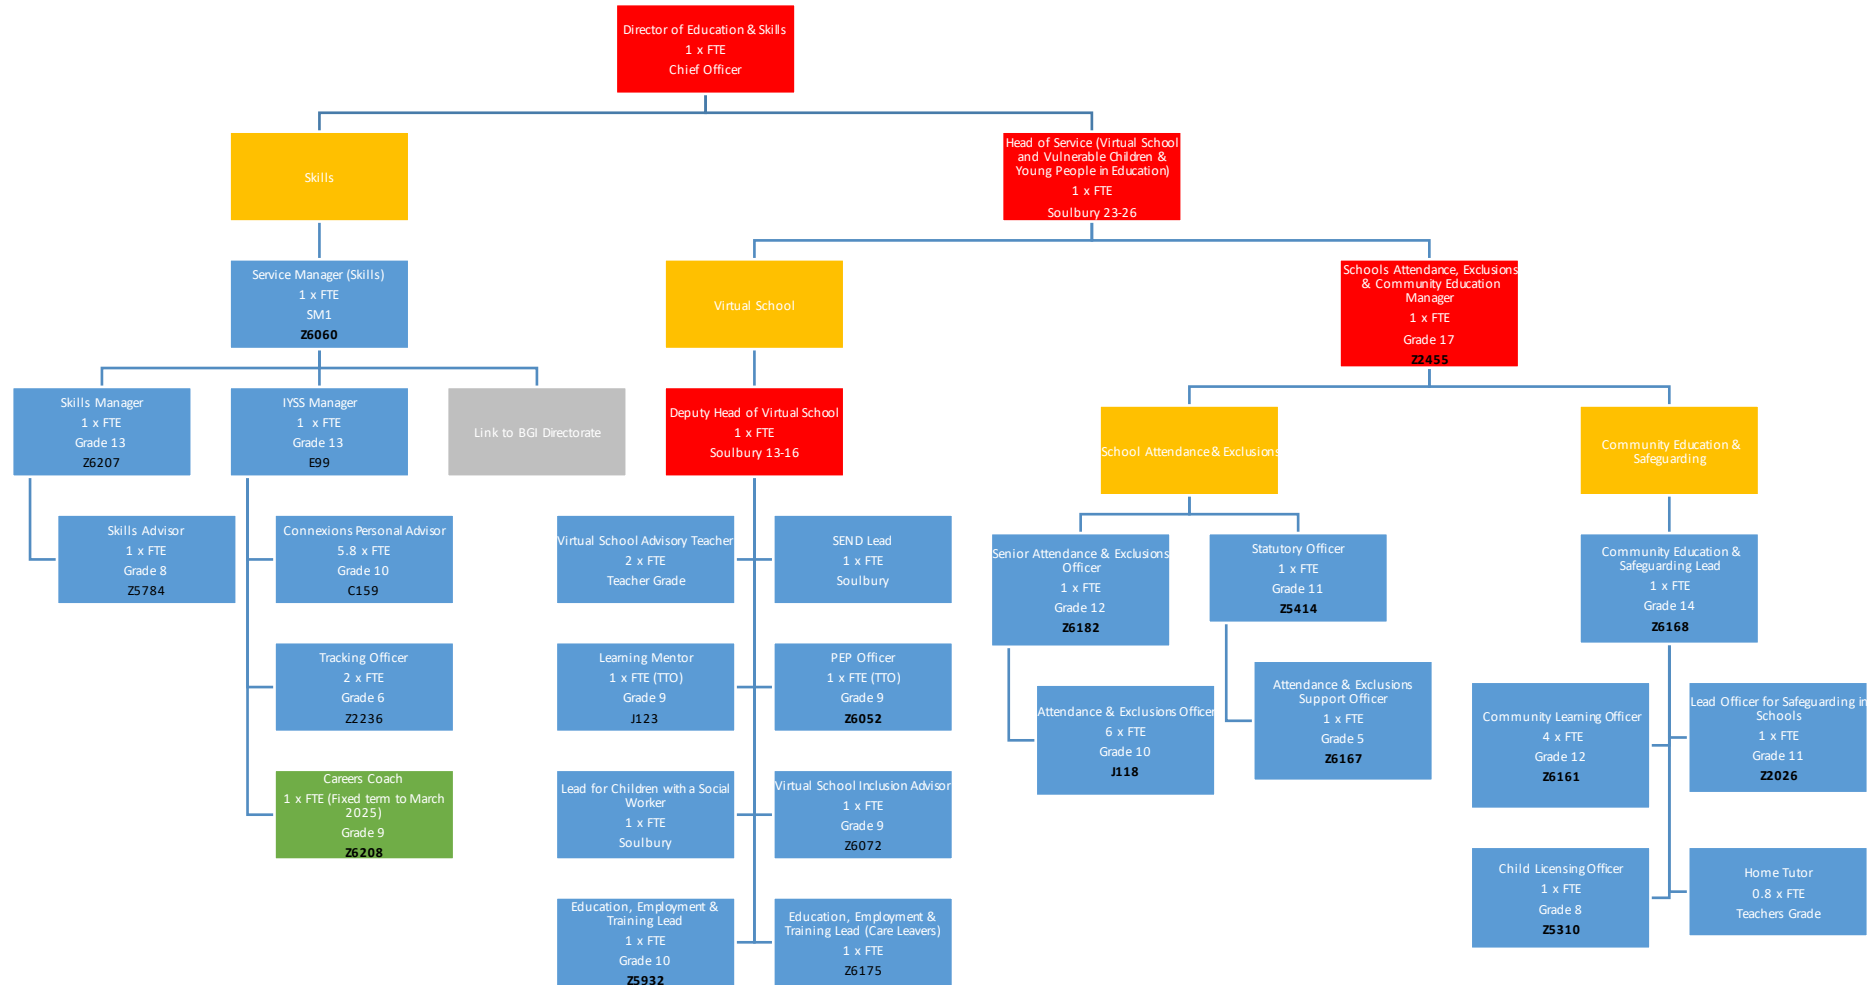 Director of Education & Skills
1 x FTE
Chief Officer
Skills
Head of Service (Virtual School
and Vulnerable Children &
Young People in Education)
1 x FTE
Soulbury 23-26
Service Manager (Skills)
1 x FTE
SM1
Z6060
Virtual School
Schools Attendance, Exclusions
& Community Education
Manager
1 x FTE
Grade 17
Z2455
Skills Manager
1 x FTE
Grade 13
Z6207
IYSS Manager
1 x FTE
Grade 13
E99
Link to BGI Directorate
Deputy Head of Virtual School
1 x FTE
Soulbury 13-16
School Attendance & Exclusions
Community Education &
Safeguarding
Skills Advisor
1 x FTE
Grade 8
Z5784
Connexions Personal Advisor
5.8 x FTE
Grade 10
C159
Virtual School Advisory Teacher
2 x FTE
Teacher Grade
SEND Lead
1 x FTE
Soulbury
Senior Attendance & Exclusions
Officer
1 x FTE
Grade 12
Z6182
Statutory Officer
1 x FTE
Grade 11
Z5414
Community Education &
Safeguarding Lead
1 x FTE
Grade 14
Z6168
Tracking Officer
2 x FTE
Grade 6
Z2236
Learning Mentor
1 x FTE (TTO)
Grade 9
J123
PEP Officer
1 x FTE (TTO)
Grade 9
Z6052
Attendance & Exclusions Officer
6 x FTE
Grade 10
J118
Attendance & Exclusions
Support Officer
1 x FTE
Grade 5
Z6167
Community Learning Officer
4 x FTE
Grade 12
Z6161
Lead Officer for Safeguarding in
Schools
1 x FTE
Grade 11
Z2026
Careers Coach
1 x FTE (Fixed term to March
2025)
Grade 9
Z6208
Lead for Children with a Social
Worker
1 x FTE
Soulbury
Virtual School Inclusion Advisor
1 x FTE
Grade 9
Z6072
Child Licensing Officer
1 x FTE
Grade 8
Z5310
Home Tutor
0.8 x FTE
Teachers Grade
Education, Employment &
Training Lead
1 x FTE
Grade 10
Z5932
Education, Employment &
Training Lead (Care Leavers)
1 x FTE
Z6175